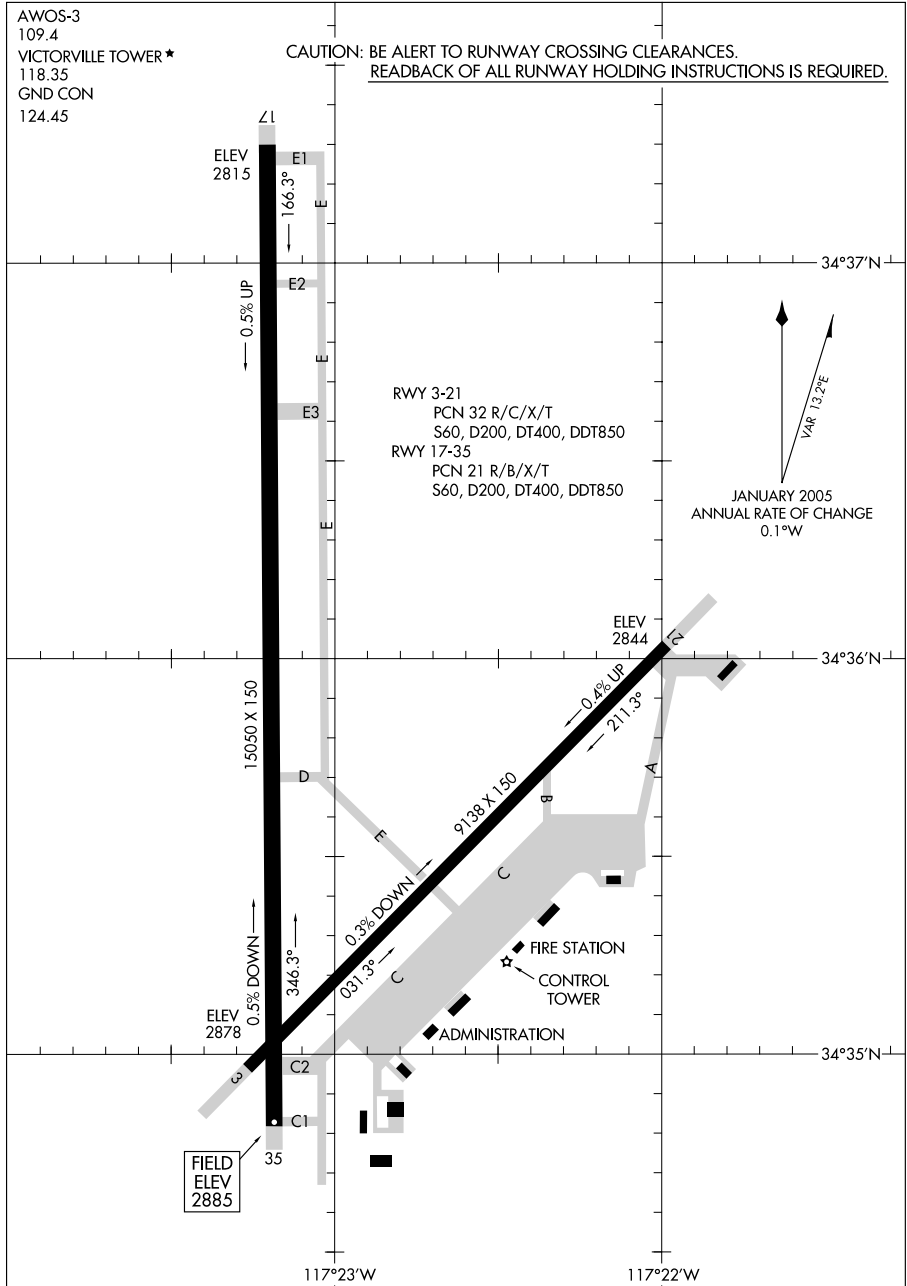 AWOS-3
109.4
VICTORVILLE TOWER ★
118.35
GND CON
124.45
CAUTION: BE ALERT TO RUNWAY CROSSING CLEARANCES.
READBACK OF ALL RUNWAY HOLDING INSTRUCTIONS IS REQUIRED.
17
ELEV
2815
E1
166.3°
E
34°37'N
E2
0.5% UP
E
E3
RWY 3-21
PCN 32 R/C/X/T
S60, D200, DT400, DDT850
RWY 17-35
PCN 21 R/B/X/T
S60, D200, DT400, DDT850
VAR 13.2°E
JANUARY 2005
ANNUAL RATE OF CHANGE
0.1°W
E
ELEV
2844
21
34°36'N
0.4% UP
211.3°
15050 X 150
D
A
B
9138 X 150
E
C
0.3% DOWN
031.3°
C
FIRE STATION
CONTROL
TOWER
0.5% DOWN
346.3°
ELEV
2878
ADMINISTRATION
34°35'N
3
C2
C1
35
FIELD
ELEV
2885
117°23'W
117°22'W